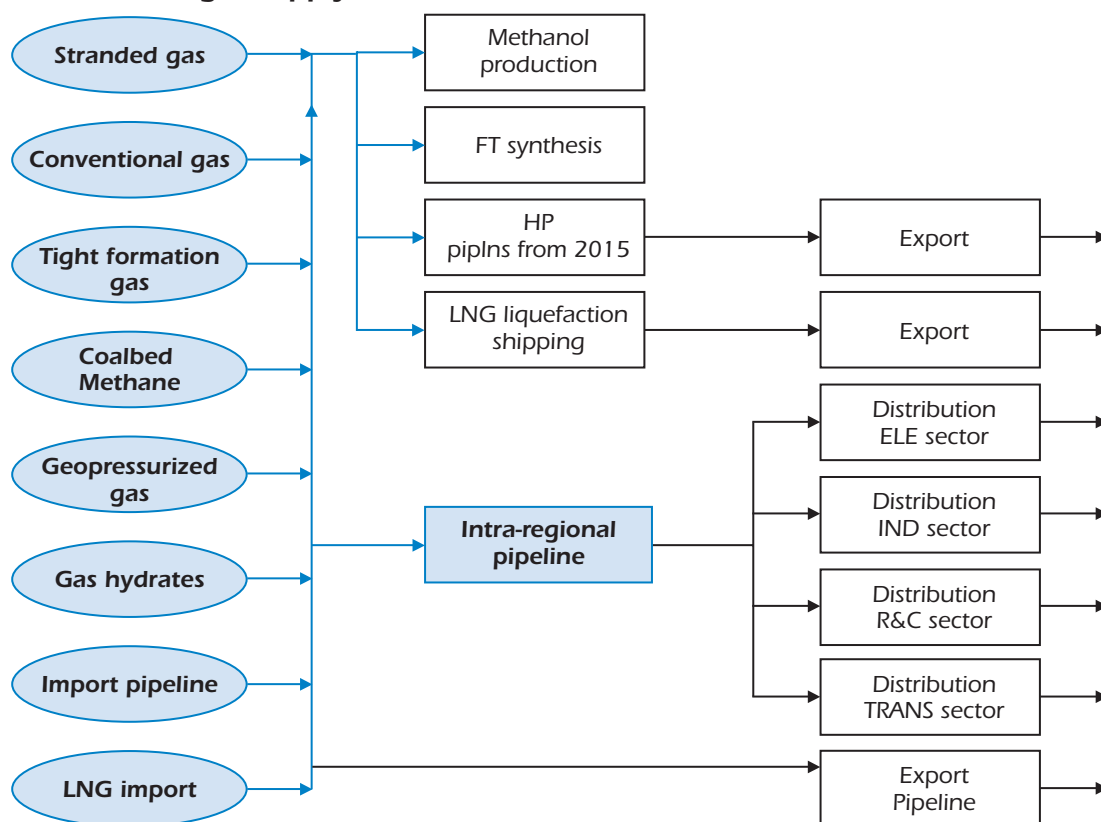 Stranded gas
Conventional gas
Tight formation
gas
Coalbed
Methane
Geopressurized
gas
Gas hydrates
Import pipeline
LNG import
Methanol
production
FT synthesis
HP
piplns from 2015
LNG liquefaction
shipping
Intra-regional
pipeline
Export
Export
Distribution
ELE sector
Distribution
IND sector
Distribution
R&C sector
Distribution
TRANS sector
Export
Pipeline